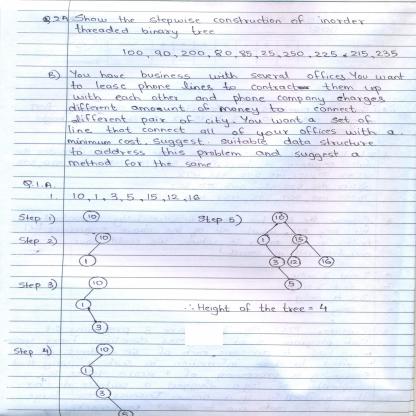 Q.2A Show the stepwise construction of inorder
threaded binary tree
100, 90, 200, 80, 85, 25, 250, 225, 215, 235
B) You have business with several offices You want
to lease phone lines to contract them up
with each other and phone company charges
different amount of money to connect
different pair of city. You want a set of
line that connect all of your offices with a
minimum cost. suggest suitable data structure
to address this problem and suggest a
method for the same
Q.1.A.
1. 10, 1, 3, 5, 15, 12, 16
Step 1) 10
Step 2) 10
1
Step 3) 10
1
3
Step 4) 10
1
3
5
Step 5) 10
1 15
3 12 16
5
∴ Height of the tree = 4